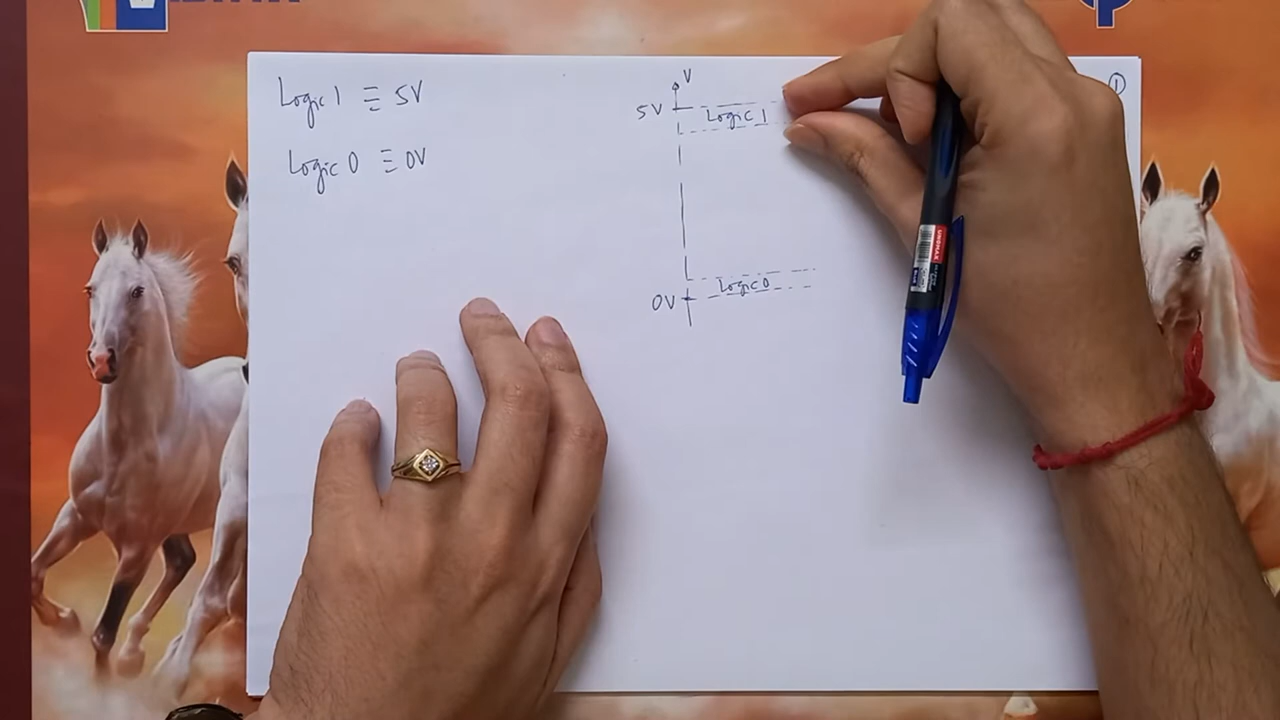 Logic 1 ≡ 5V
Logic 0 ≡ 0V
V
5V
Logic 1
Logic 0
0V
1